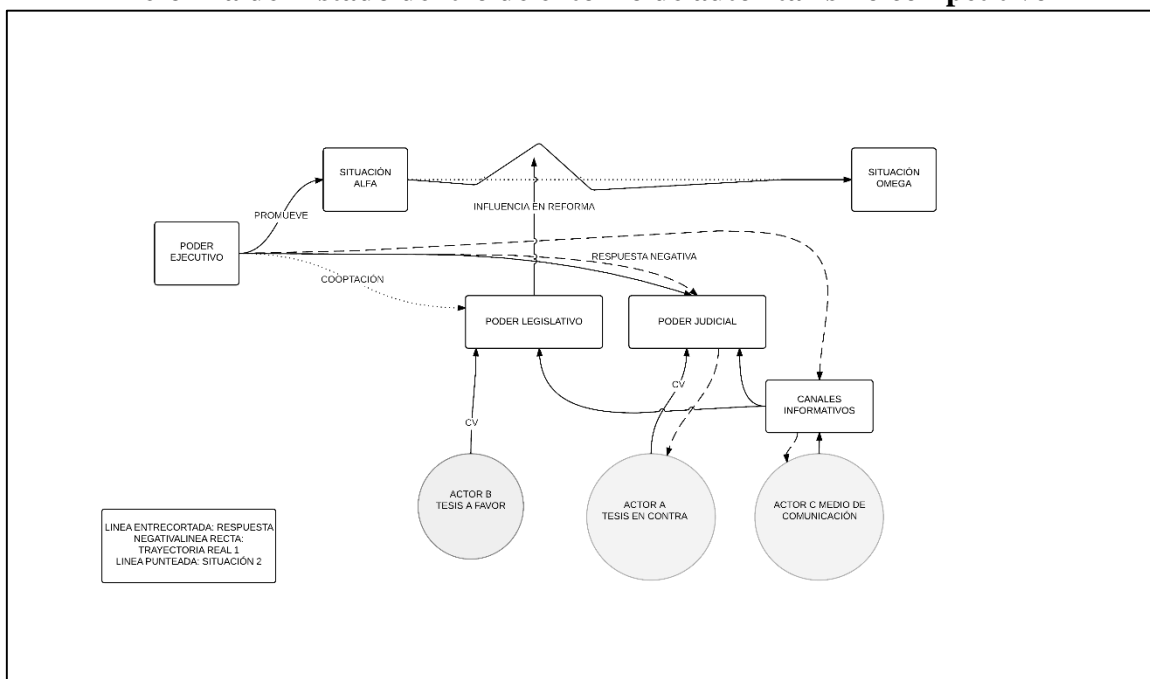 SITUACIÓN
ALFA
SITUACIÓN
OMEGA
INFLUENCIA EN REFORMA
PROMUEVE
PODER
EJECUTIVO
RESPUESTA NEGATIVA
COOPTACIÓN
PODER LEGISLATIVO
PODER JUDICIAL
CV
CANALES
INFORMATIVOS
CV
ACTOR B
TESIS A FAVOR
ACTOR A
TESIS EN CONTRA
ACTOR C MEDIO DE
COMUNICACIÓN
LINEA ENTRECORTADA: RESPUESTA
NEGATIVALINEA RECTA:
TRAYECTORIA REAL 1
LINEA PUNTEADA: SITUACIÓN 2